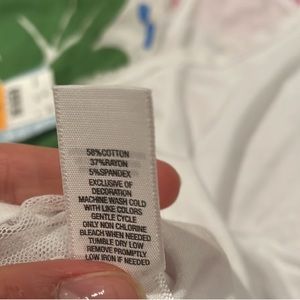 58%COTTON
37%RAYON
5%SPANDEX
EXCLUSIVE OF
DECORATION
MACHINE WASH COLD
WITH LIKE COLORS
GENTLE CYCLE
ONLY NON CHLORINE
BLEACH WHEN NEEDED
TUMBLE DRY LOW
REMOVE PROMPTLY
LOW IRON IF NEEDED